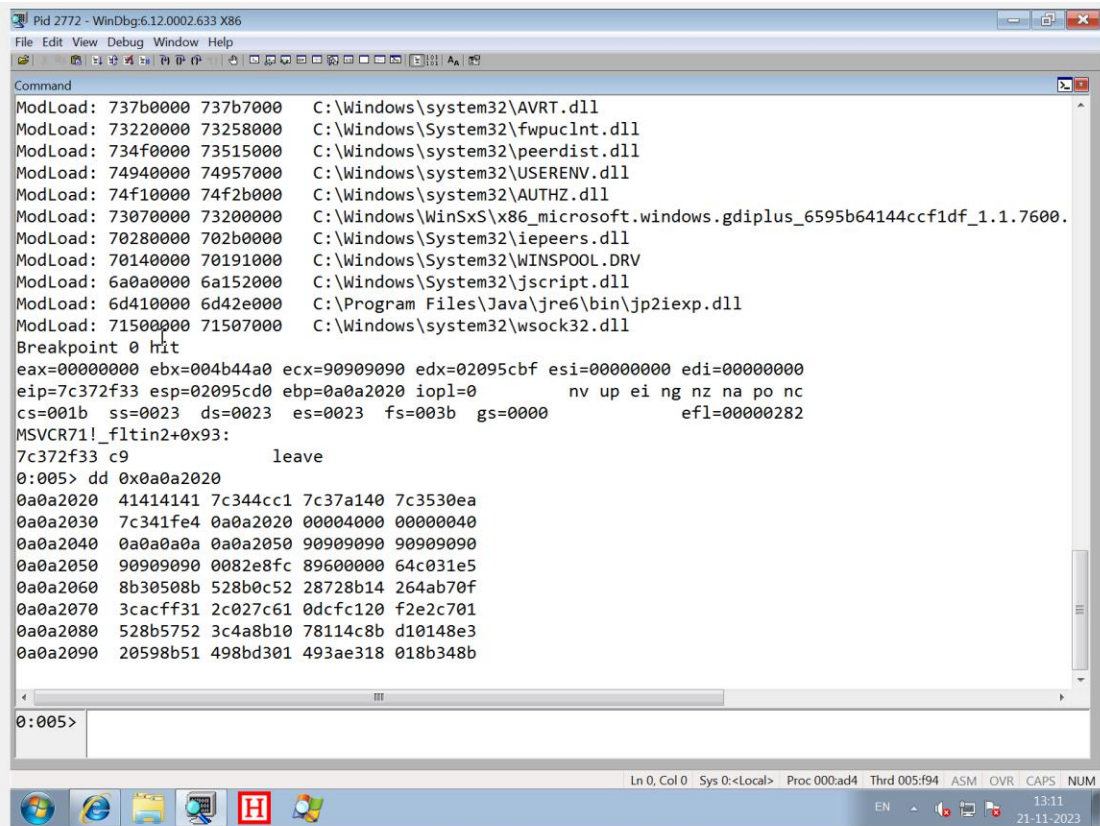 Pid 2772 - WinDbg:6.12.0002.633 X86
File Edit View Debug Window Help
Command
ModLoad: 737b0000 737b7000   C:\Windows\system32\AVRT.dll
ModLoad: 73220000 73258000   C:\Windows\system32\fwpuclnt.dll
ModLoad: 734f0000 73515000   C:\Windows\system32\peerdist.dll
ModLoad: 74940000 74957000   C:\Windows\system32\USERENV.dll
ModLoad: 74f10000 74f2b000   C:\Windows\system32\AUTHZ.dll
ModLoad: 73070000 73200000   C:\Windows\WinSxS\x86_microsoft.windows.gdiplus_6595b64144ccf1df_1.1.7600.
ModLoad: 70280000 702b0000   C:\Windows\System32\iepeers.dll
ModLoad: 70140000 70191000   C:\Windows\System32\WINSPOOL.DRV
ModLoad: 6a0a0000 6a152000   C:\Windows\System32\jscript.dll
ModLoad: 6d410000 6d42e000   C:\Program Files\Java\jre6\bin\jp2iexp.dll
ModLoad: 71500000 71507000   C:\Windows\system32\wsock32.dll
Breakpoint 0 hit
eax=00000000 ebx=004b44a0 ecx=90909090 edx=02095cbf esi=00000000 edi=00000000
eip=7c372f33 esp=02095cd0 ebp=0a0a2020 iopl=0         nv up ei ng nz na po nc
cs=001b  ss=0023  ds=0023  es=0023  fs=003b  gs=0000             efl=00000282
MSVCR71!_fltin2+0x93:
7c372f33 c9              leave
0:005> dd 0x0a0a2020
0a0a2020  41414141 7c344cc1 7c37a140 7c3530ea
0a0a2030  7c341fe4 0a0a2020 00004000 00000040
0a0a2040  0a0a0a0a 0a0a2050 90909090 90909090
0a0a2050  90909090 0082e8fc 89600000 64c031e5
0a0a2060  8b30508b 528b0c52 28728b14 264ab70f
0a0a2070  3cacff31 2c027c61 0dcfc120 f2e2c701
0a0a2080  528b5752 3c4a8b10 78114c8b d10148e3
0a0a2090  20598b51 498bd301 493ae318 018b348b
0:005>
Ln 0, Col 0 Sys 0:<Local> Proc 000:ad4 Thrd 005:f94 ASM OVR CAPS NUM
H
EN
13:11
21-11-2023